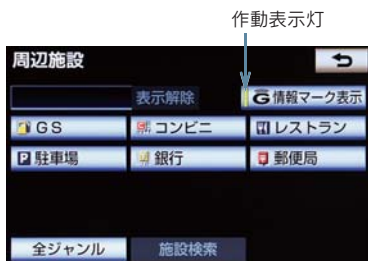 作動表示灯
周辺施設
表示解除 G情報マーク表示
GS コンビニ レストラン
P 駐車場 銀行 郵便局
全ジャンル 施設検索